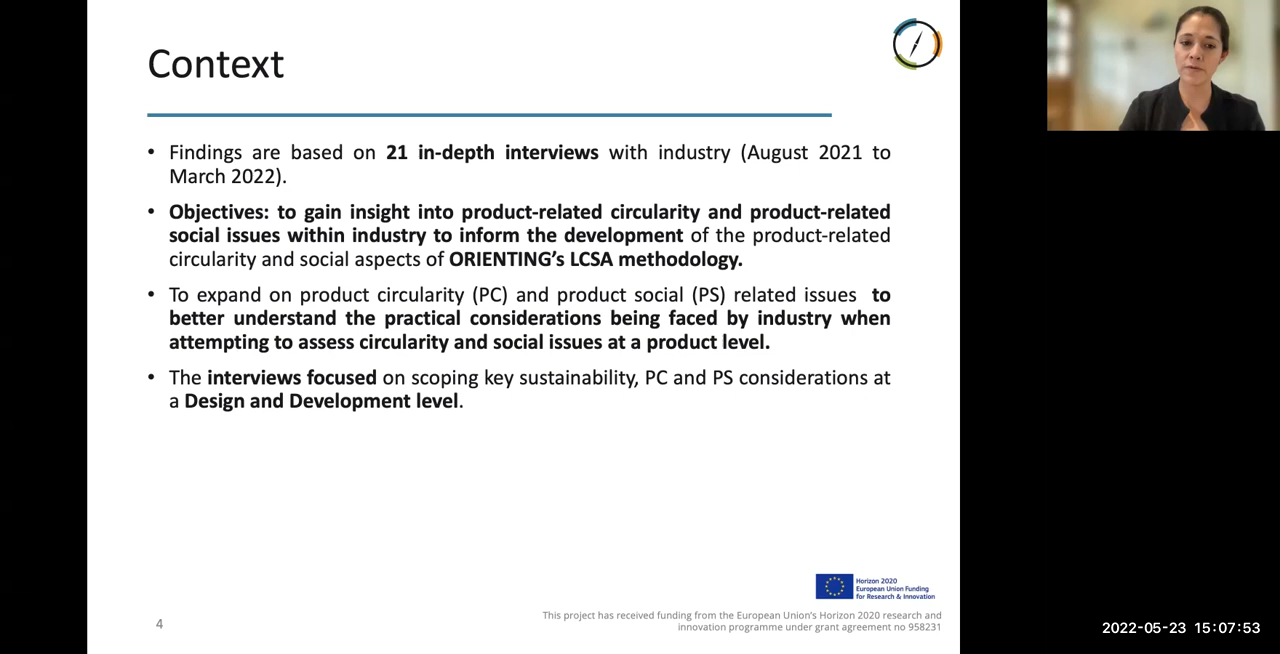 Context
• Findings are based on 21 in-depth interviews with industry (August 2021 to
March 2022).
• Objectives: to gain insight into product-related circularity and product-related
social issues within industry to inform the development of the product-related
circularity and social aspects of ORIENTING's LCSA methodology.
• To expand on product circularity (PC) and product social (PS) related issues to
better understand the practical considerations being faced by industry when
attempting to assess circularity and social issues at a product level.
• The interviews focused on scoping key sustainability, PC and PS considerations at
a Design and Development level.
Horizon 2020
European Union Funding
for Research & Innovation
This project has received funding from the European Union's Horizon 2020 research and
innovation programme under grant agreement no 958231
4
2022-05-23 15:07:53